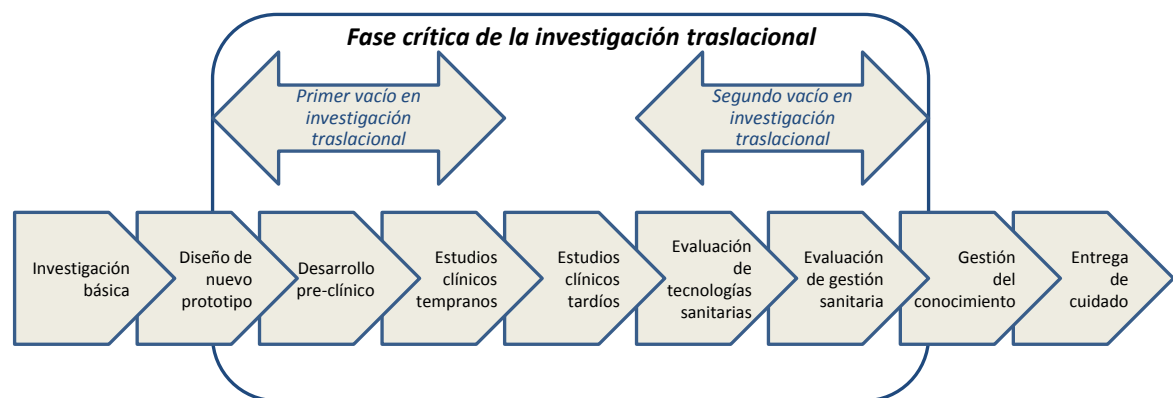 Fase crítica de la investigación traslacional
Primer vacío en
investigación
traslacional
Segundo vacío en
investigación
traslacional
Investigación
básica
Diseño de
nuevo
prototipo
Desarrollo
pre-clínico
Estudios
clínicos
tempranos
Estudios
clínicos
tardíos
Evaluación
de
tecnologías
sanitarias
Evaluación
de gestión
sanitaria
Gestión
del
conocimiento
Entrega
de
cuidado